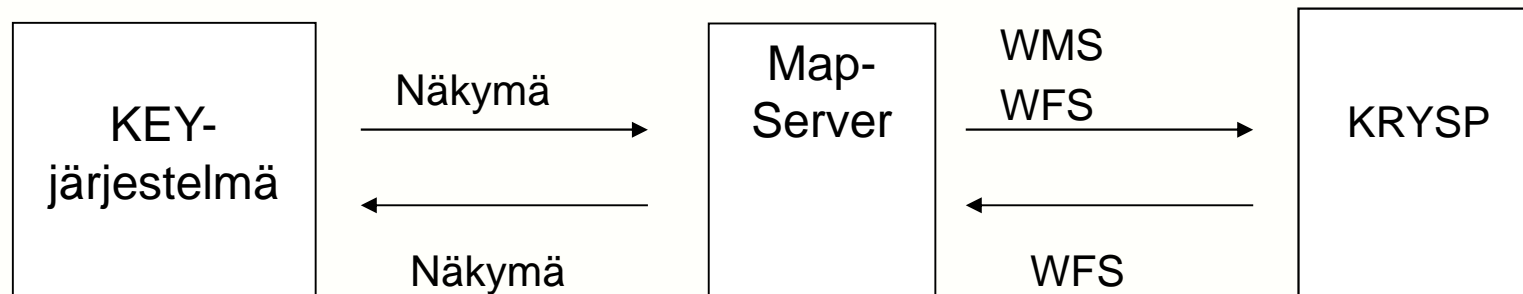 KEY-
järjestelmä
Näkymä
Näkymä
Map-
Server
WMS
WFS
WFS
KRYSP